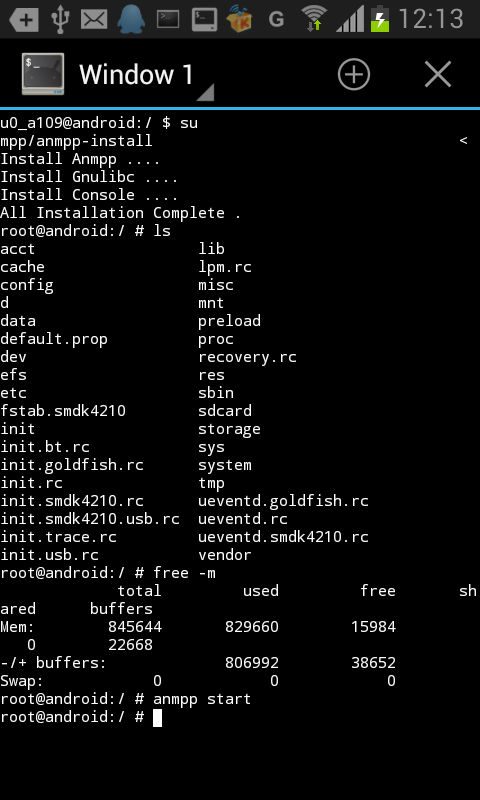 G 12:13
Window 1
u0_a109@android:/ $ su
mpp/anmpp-install <
Install Anmpp ....
Install Gnulibc ....
Install Console ....
All Installation Complete .
root@android:/ # ls
acct lib
cache lpm.rc
config misc
d mnt
data preload
default.prop proc
dev recovery.rc
efs res
etc sbin
fstab.smdk4210 sdcard
init storage
init.bt.rc sys
init.goldfish.rc system
init.rc tmp
init.smdk4210.rc ueventd.goldfish.rc
init.smdk4210.usb.rc ueventd.rc
init.trace.rc ueventd.smdk4210.rc
init.usb.rc vendor
root@android:/ # free -m
total used free sh
ared buffers
Mem: 845644 829660 15984
0 22668
-/+ buffers: 806992 38652
Swap: 0 0 0
root@android:/ # anmpp start
root@android:/ #